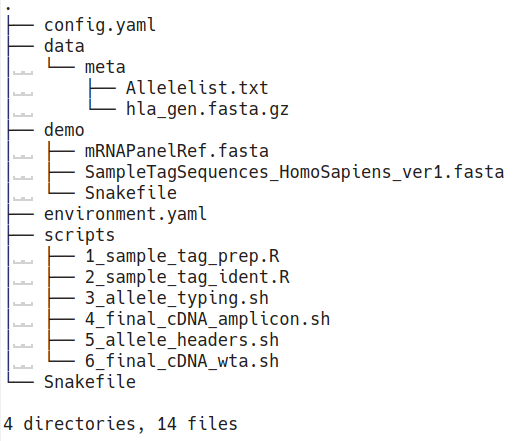 .
├── config.yaml
├── data
│   └── meta
│       ├── Allelelist.txt
│       └── hla_gen.fasta.gz
├── demo
│   ├── mRNAPanelRef.fasta
│   ├── SampleTagSequences_HomoSapiens_ver1.fasta
│   └── Snakefile
├── environment.yaml
├── scripts
│   ├── 1_sample_tag_prep.R
│   ├── 2_sample_tag_ident.R
│   ├── 3_allele_typing.sh
│   ├── 4_final_cDNA_amplicon.sh
│   ├── 5_allele_headers.sh
│   └── 6_final_cDNA_wta.sh
└── Snakefile
4 directories, 14 files